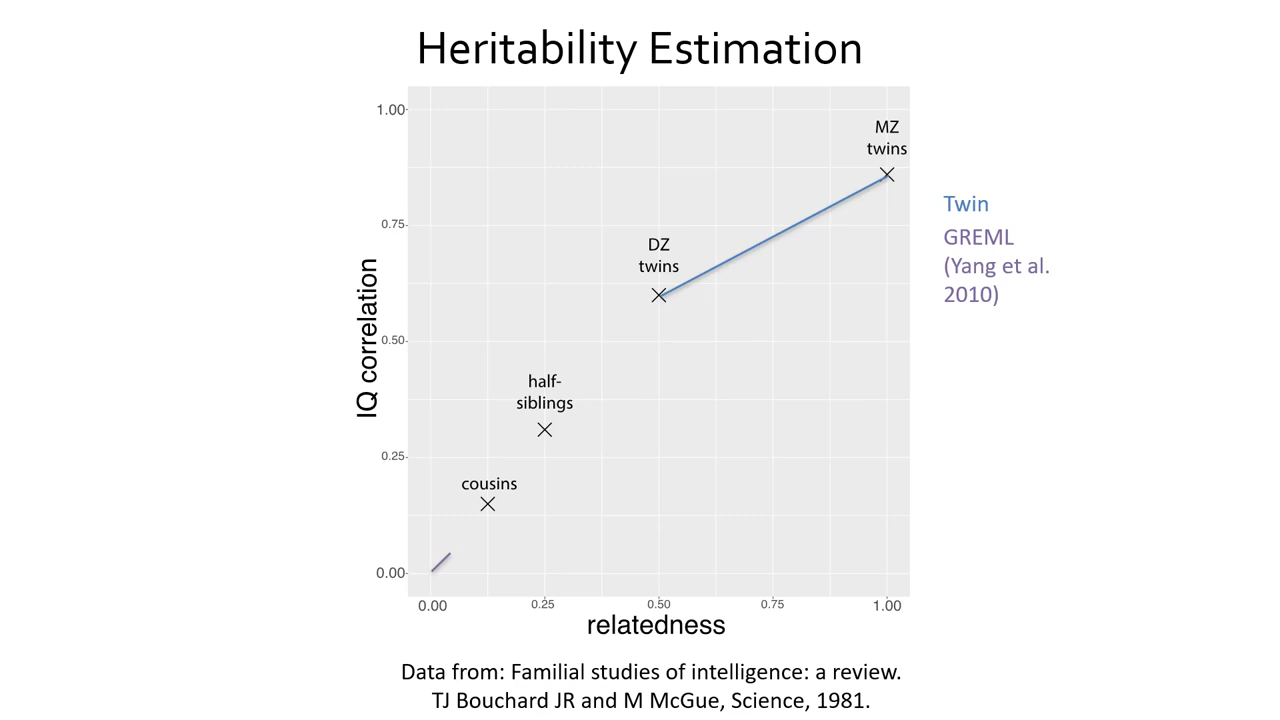 Heritability Estimation
1.00
MZ
twins
Twin
0.75
DZ
twins
GREML
(Yang et al.
2010)
IQ correlation
0.50
half-
siblings
0.25
cousins
0.00
0.00 0.25 0.50 0.75 1.00
relatedness
Data from: Familial studies of intelligence: a review.
TJ Bouchard JR and M McGue, Science, 1981.